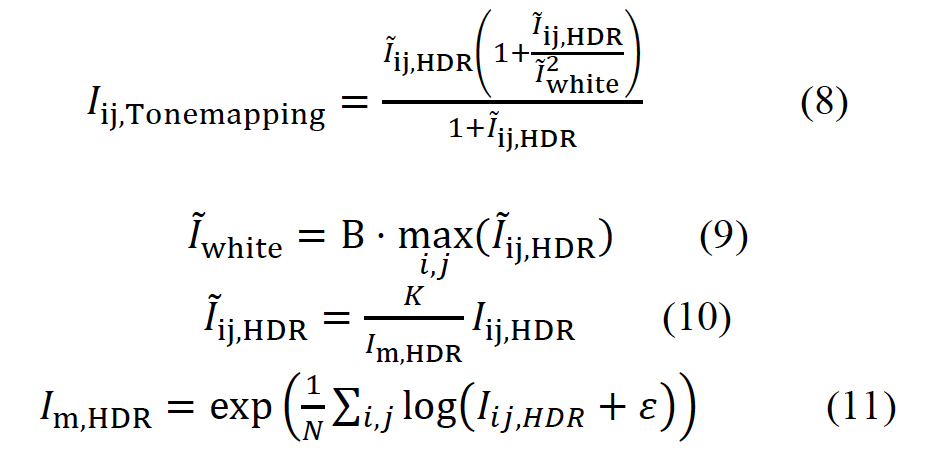 I_ij,Tonemapping = Ĩ_ij,HDR(1+Ĩ_ij,HDR/Ĩ²_white) / 1+Ĩ_ij,HDR (8)
Ĩ_white = B · max_i,j(Ĩ_ij,HDR) (9)
Ĩ_ij,HDR = K/I_m,HDR I_ij,HDR (10)
I_m,HDR = exp(1/N ∑_i,j log(I_ij,HDR + ε)) (11)